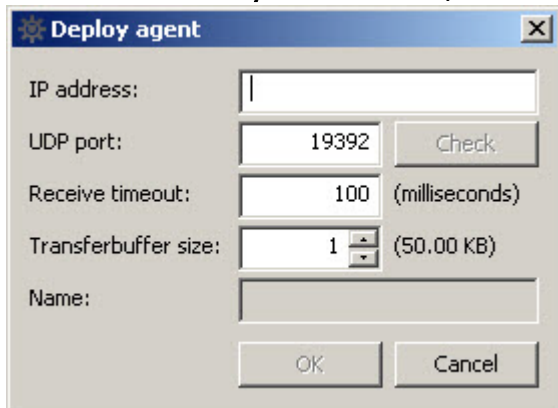 Deploy agent
IP address:
UDP port: 19392 Check
Receive timeout: 100 (milliseconds)
Transferbuffer size: 1 (50.00 KB)
Name:
OK Cancel